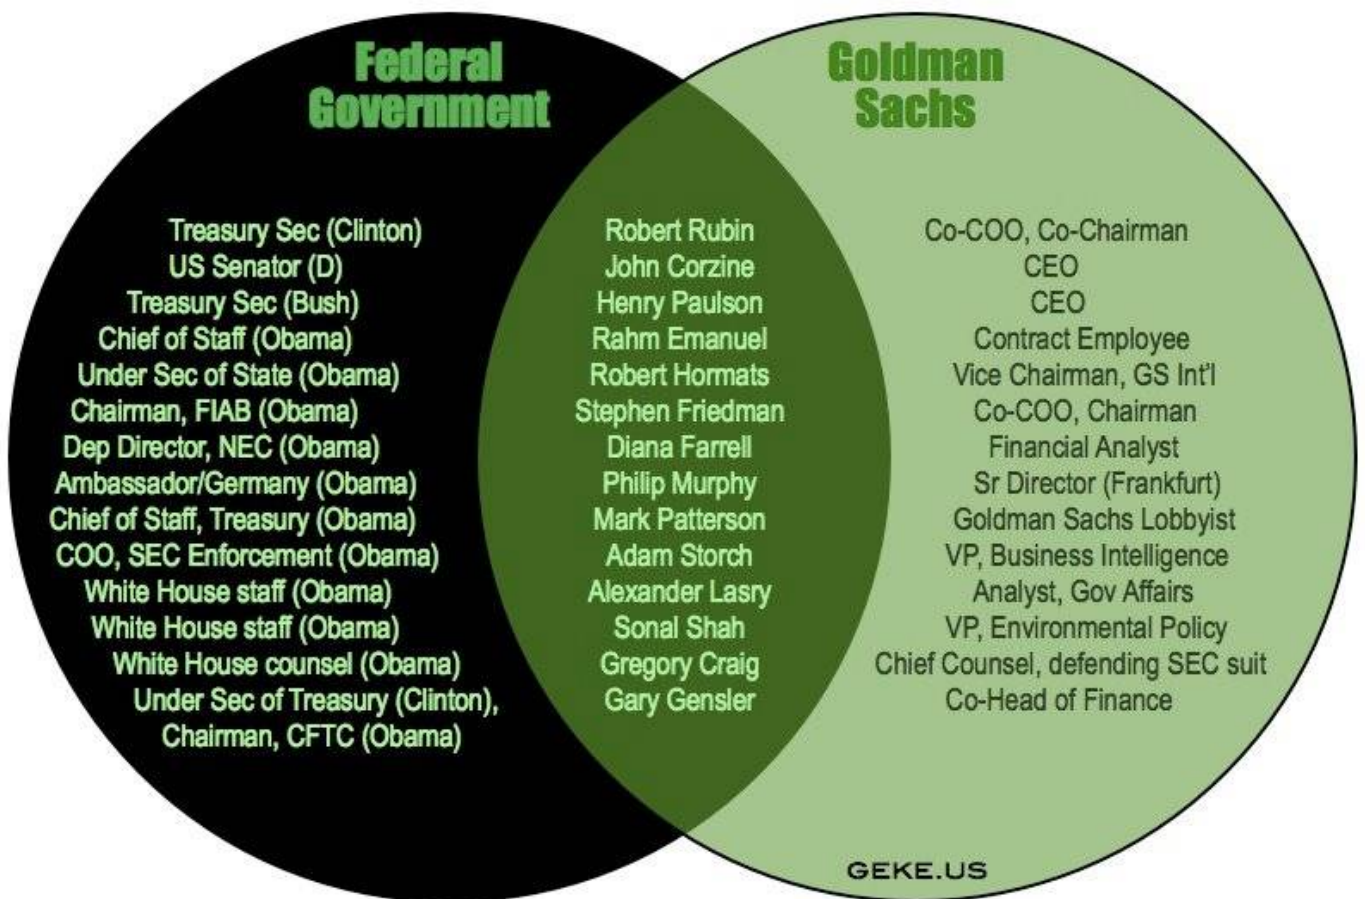 Federal
Government
Goldman
Sachs
Treasury Sec (Clinton) Robert Rubin Co-COO, Co-Chairman
US Senator (D) John Corzine CEO
Treasury Sec (Bush) Henry Paulson CEO
Chief of Staff (Obama) Rahm Emanuel Contract Employee
Under Sec of State (Obama) Robert Hormats Vice Chairman, GS Int'l
Chairman, FIAB (Obama) Stephen Friedman Co-COO, Chairman
Dep Director, NEC (Obama) Diana Farrell Financial Analyst
Ambassador/Germany (Obama) Philip Murphy Sr Director (Frankfurt)
Chief of Staff, Treasury (Obama) Mark Patterson Goldman Sachs Lobbyist
COO, SEC Enforcement (Obama) Adam Storch VP, Business Intelligence
White House staff (Obama) Alexander Lasry Analyst, Gov Affairs
White House staff (Obama) Sonal Shah VP, Environmental Policy
White House counsel (Obama) Gregory Craig Chief Counsel, defending SEC suit
Under Sec of Treasury (Clinton), Gary Gensler Co-Head of Finance
Chairman, CFTC (Obama)
GEKE.US